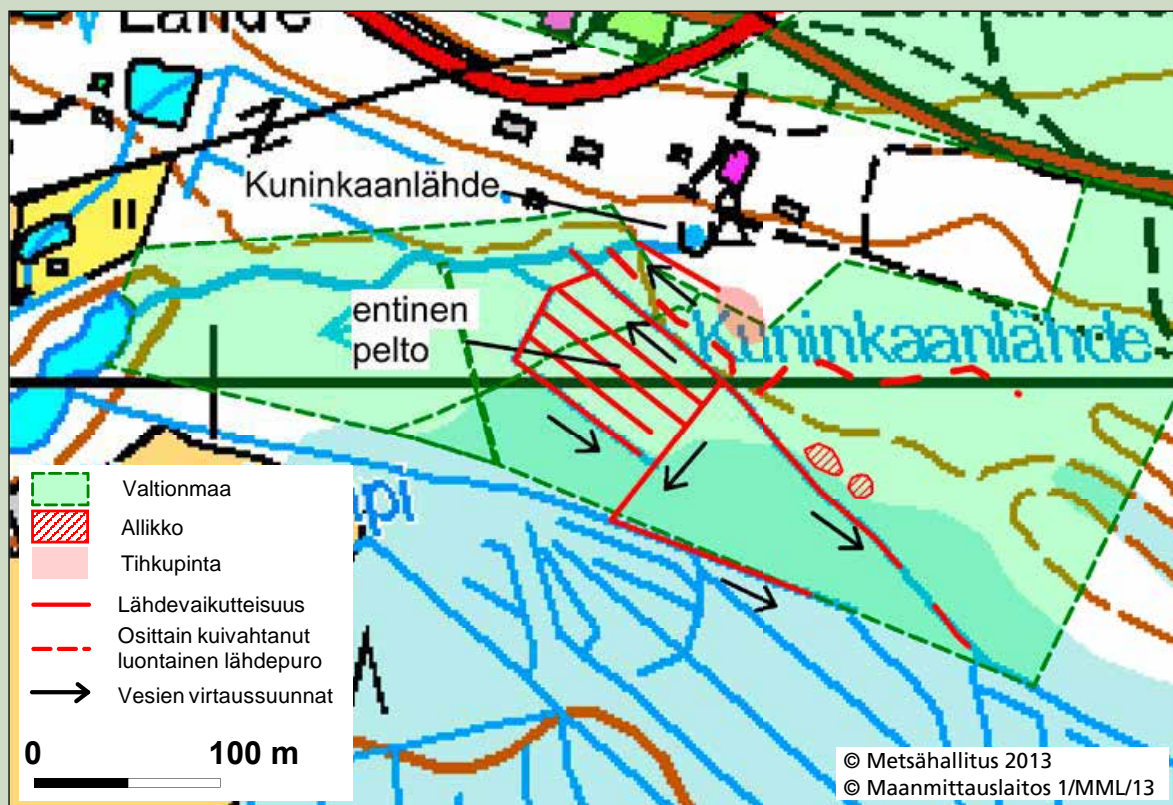 Lähde
Kuninkaanlähde
entinen
pelto
Kuninkaanlähde
Valtionmaa
Allikko
Tihkupinta
Lähdevaikutteisuus
Osittain kuivahtanut
luontainen lähdepuro
Vesien virtaussuunnat
0 100 m
© Metsähallitus 2013
© Maanmittauslaitos 1/MML/13